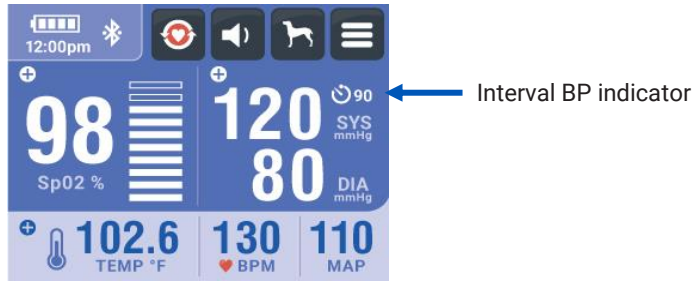 12:00pm
98
Sp02 %
120
90
SYS
mmHg
80
DIA
mmHg
Interval BP indicator
102.6
TEMP °F
130
BPM
110
MAP